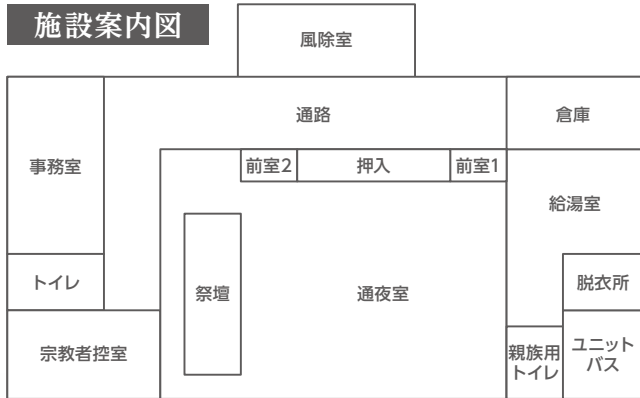 施設案内図
風除室
通路
倉庫
事務室
前室2
押入
前室1
給湯室
トイレ
祭壇
通夜室
脱衣所
宗教者控室
親族用
トイレ
ユニット
バス